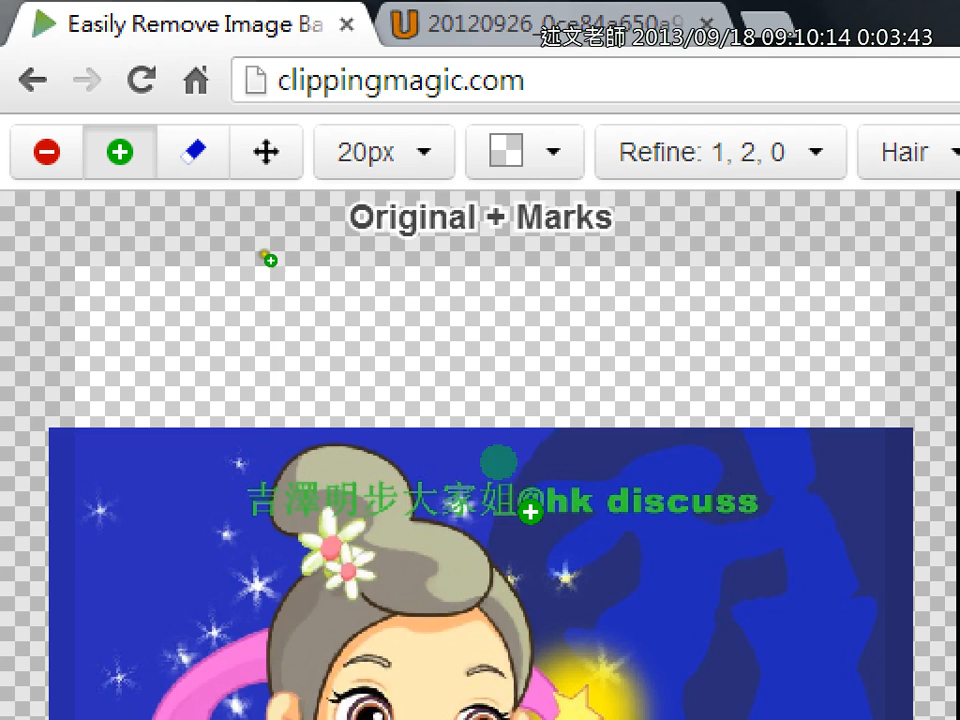 Easily Remove Image Ba
20120926_0ce84a650a9
述文老師 2013/09/18 09:10:14 0:03:43
clippingmagic.com
20px
Refine: 1, 2, 0
Hair
Original + Marks
吉澤明步大家姐@hk discuss